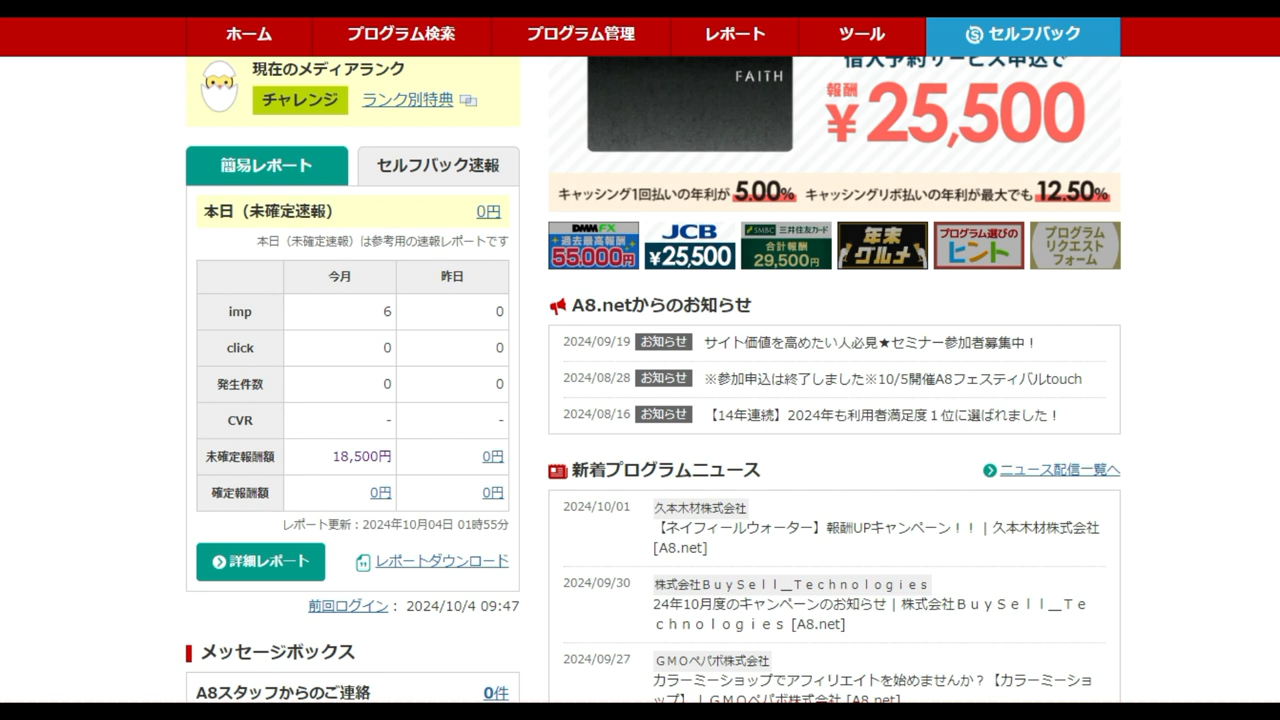 ホーム
プログラム検索
プログラム管理
レポート
ツール
セルフバック
現在のメディアランク
チャレンジ
ランク別特典
簡易レポート
セルフバック速報
本日（未確定速報）
0円
本日（未確定速報）は参考用の速報レポートです
今月
昨日
imp
6
0
click
0
0
発生件数
0
0
CVR
-
-
未確定報酬額
18,500円
0円
確定報酬額
0円
0円
レポート更新：2024年10月04日 01時55分
詳細レポート
レポートダウンロード
前回ログイン： 2024/10/4 09:47
メッセージボックス
A8スタッフからのご連絡
0件
FAITH
借入予約サービス申込で
報酬
¥25,500
キャッシング1回払いの年利が5.00% キャッシングリボ払いの年利が最大でも12.50%
DMMFX
過去最高報酬
55,000円
JCB
¥25,500
SMBC 三井住友カード
合計報酬
29,500円
年末
グルメ
プログラム選びの
ヒント
プログラム
リクエスト
フォーム
A8.netからのお知らせ
2024/09/19 お知らせ サイト価値を高めたい人必見★セミナー参加者募集中！
2024/08/28 お知らせ ※参加申込は終了しました※10/5開催A8フェスティバルtouch
2024/08/16 お知らせ 【14年連続】2024年も利用者満足度１位に選ばれました！
新着プログラムニュース
ニュース配信一覧へ
2024/10/01
久本木材株式会社
【ネイフィールウォーター】報酬UPキャンペーン！！ | 久本木材株式会社
[A8.net]
2024/09/30
株式会社ＢｕｙＳｅｌｌ＿Ｔｅｃｈｎｏｌｏｇｉｅｓ
24年10月度のキャンペーンのお知らせ | 株式会社ＢｕｙＳｅｌｌ＿Ｔｅ
ｃｈｎｏｌｏｇｉｅｓ [A8.net]
2024/09/27
ＧＭＯペパボ株式会社
カラーミーショップでアフィリエイトを始めませんか？【カラーミーショ
ップ】 | ＧＭＯペパボ株式会社 [A8.net]